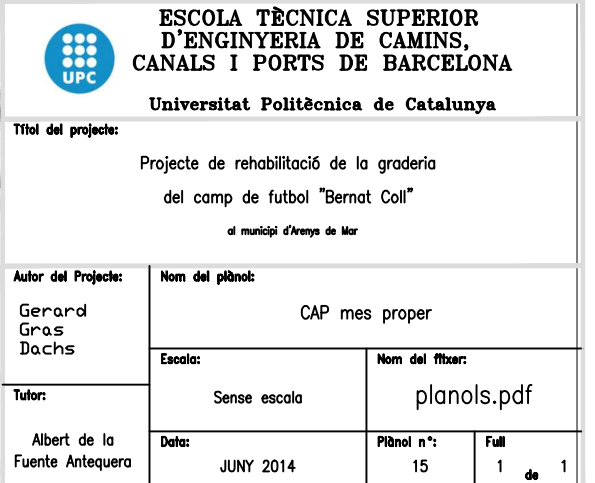 ESCOLA TÈCNICA SUPERIOR
D'ENGINYERIA DE CAMINS,
CANALS I PORTS DE BARCELONA
UPC
Universitat Politècnica de Catalunya
Títol del projecte:
Projecte de rehabilitació de la graderia
del camp de futbol "Bernat Coll"
al municipi d'Arenys de Mar
Autor del Projecte:
Gerard
Gras
Dachs
Nom del plànol:
CAP mes proper
Escala:
Sense escala
Nom del fitxer:
planols.pdf
Tutor:
Albert de la
Fuente Antequera
Data:
JUNY 2014
Plànol nº:
15
Full
1 de 1